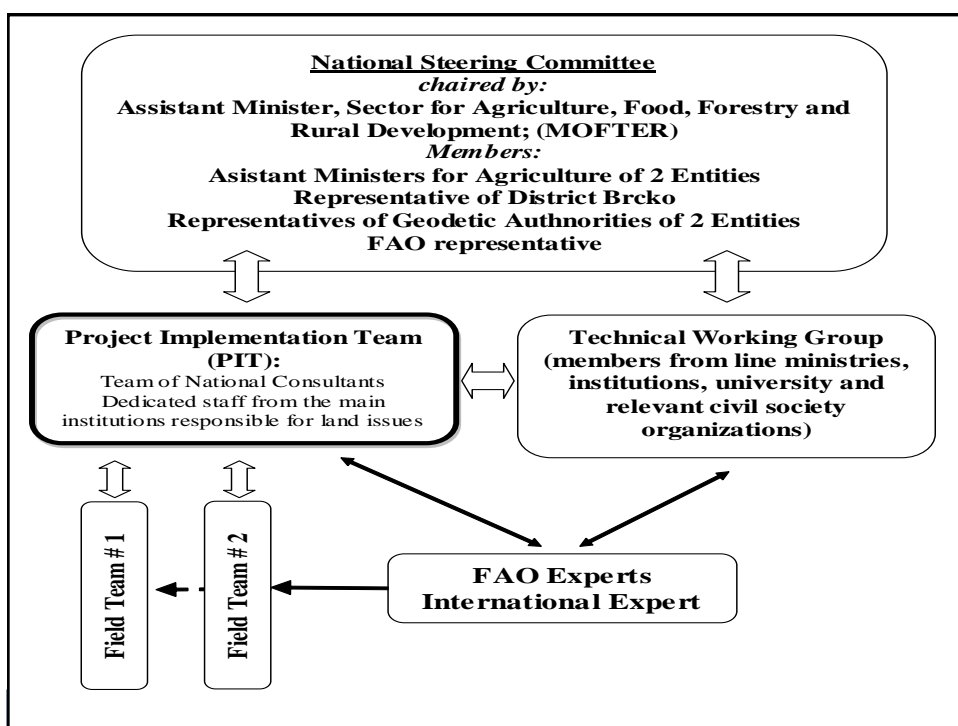 National Steering Committee
chaired by:
Assistant Minister, Sector for Agriculture, Food, Forestry and
Rural Development; (MOFTER)
Members:
Asistant Ministers for Agriculture of 2 Entities
Representative of District Brcko
Representatives of Geodetic Authnorities of 2 Entities
FAO representative
Project Implementation Team
(PIT):
Team of National Consultants
Dedicated staff from the main
institutions responsible for land issues
Technical Working Group
(members from line ministries,
institutions, university and
relevant civil society
organizations)
Field Team # 1
Field Team # 2
FAO Experts
International Expert